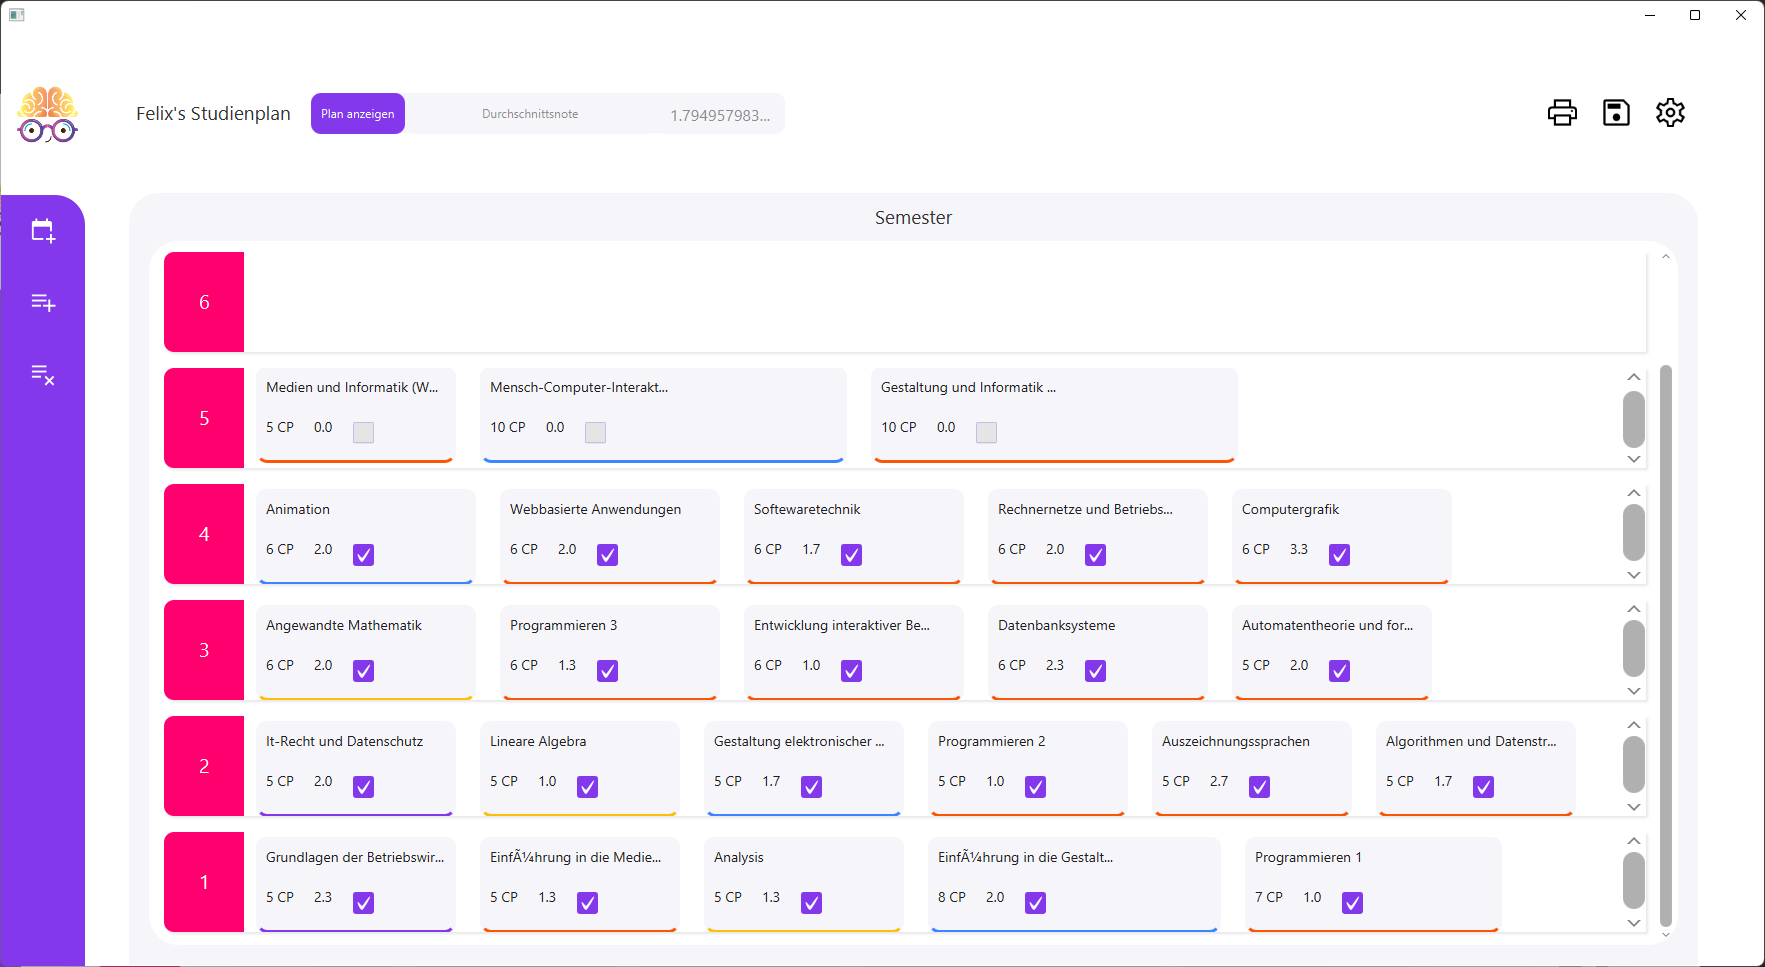 Felix's Studienplan
Plan anzeigen
Durchschnittsnote
1.794957983...
Semester
6
5
Medien und Informatik (W...
5 CP 0.0
Mensch-Computer-Interakt...
10 CP 0.0
Gestaltung und Informatik ...
10 CP 0.0
4
Animation
6 CP 2.0
Webbasierte Anwendungen
6 CP 2.0
Softewaretechnik
6 CP 1.7
Rechnernetze und Betriebs...
6 CP 2.0
Computergrafik
6 CP 3.3
3
Angewandte Mathematik
6 CP 2.0
Programmieren 3
6 CP 1.3
Entwicklung interaktiver Be...
6 CP 1.0
Datenbanksysteme
6 CP 2.3
Automatentheorie und for...
5 CP 2.0
2
It-Recht und Datenschutz
5 CP 2.0
Lineare Algebra
5 CP 1.0
Gestaltung elektronischer ...
5 CP 1.7
Programmieren 2
5 CP 1.0
Auszeichnungssprachen
5 CP 2.7
Algorithmen und Datenstr...
5 CP 1.7
1
Grundlagen der Betriebswir...
5 CP 2.3
EinfÃ¼hrung in die Medie...
5 CP 1.3
Analysis
5 CP 1.3
EinfÃ¼hrung in die Gestalt...
8 CP 2.0
Programmieren 1
7 CP 1.0